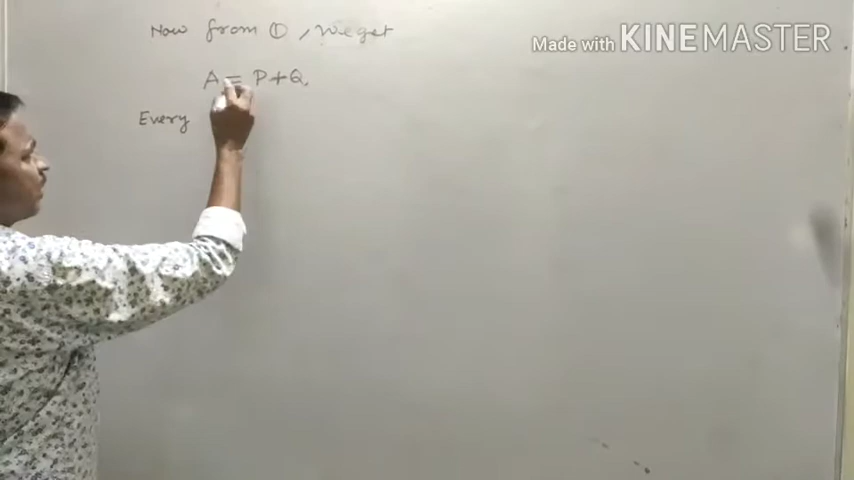 Now from ①, we get
A = P+Q.
Every
Made with KINEMASTER